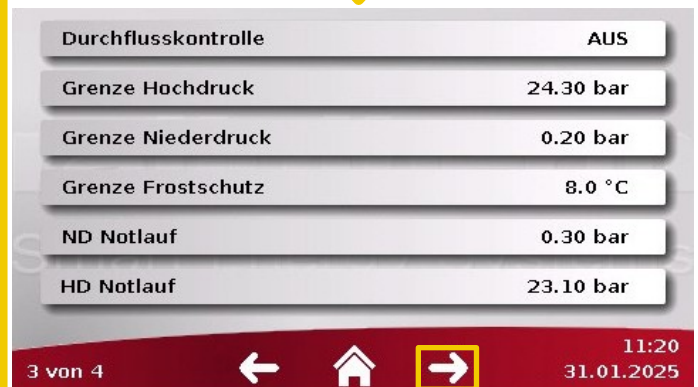 Durchflusskontrolle AUS
Grenze Hochdruck 24.30 bar
Grenze Niederdruck 0.20 bar
Grenze Frostschutz 8.0 °C
ND Notlauf 0.30 bar
HD Notlauf 23.10 bar
11:20
3 von 4 31.01.2025